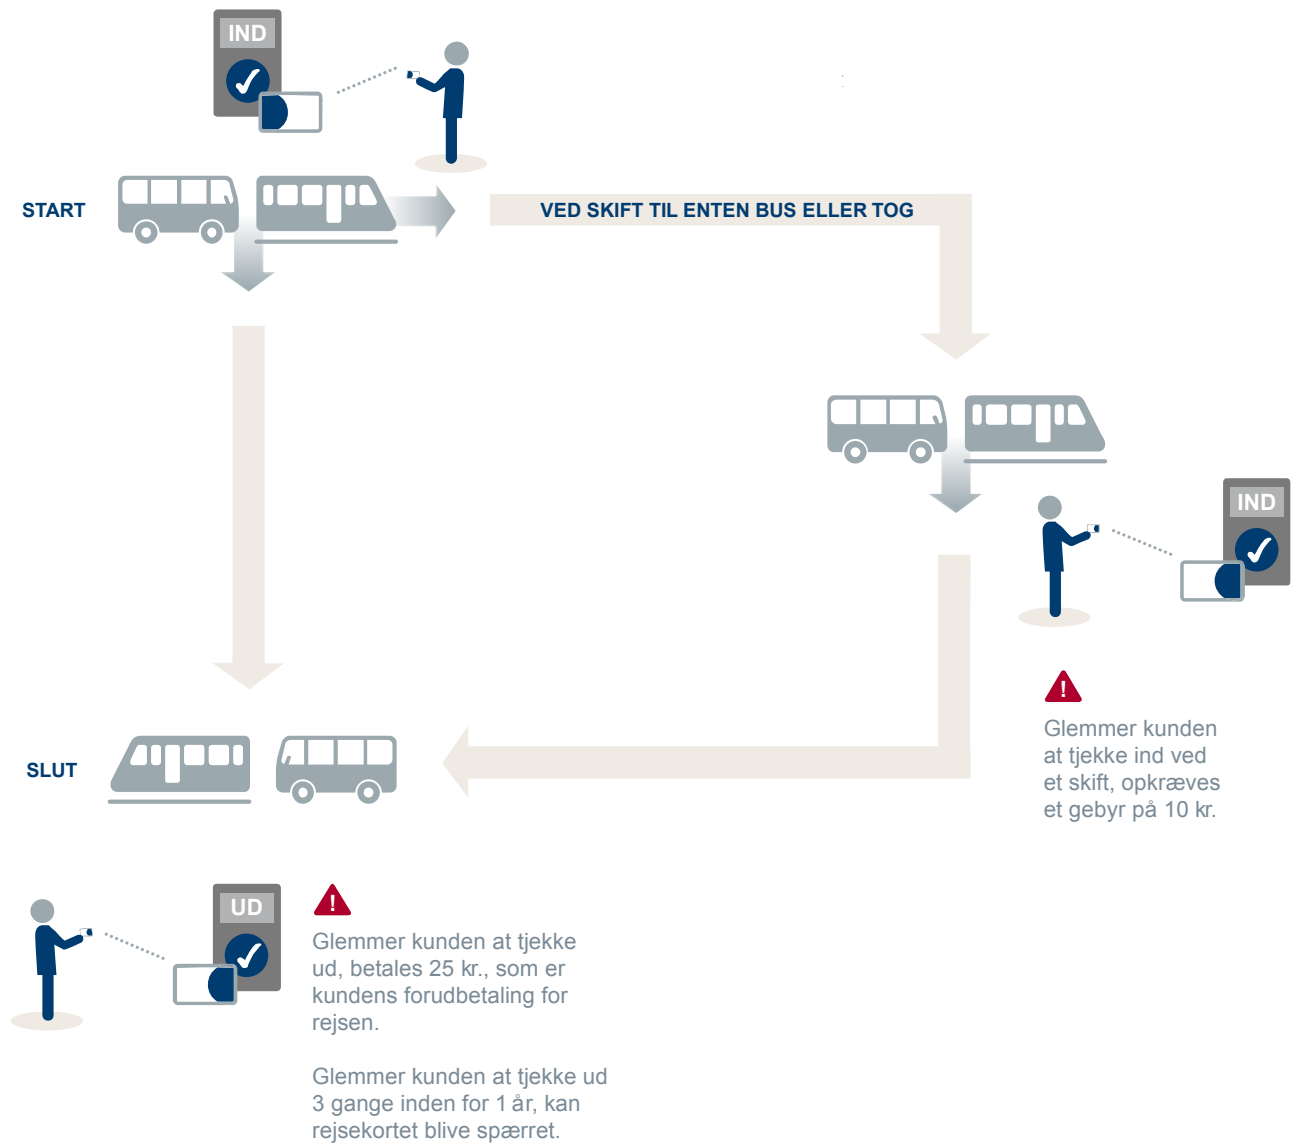 IND
START
VED SKIFT TIL ENTEN BUS ELLER TOG
IND
!
Glemmer kunden
at tjekke ind ved
et skift, opkræves
et gebyr på 10 kr.
SLUT
UD
!
Glemmer kunden at tjekke
ud, betales 25 kr., som er
kundens forudbetaling for
rejsen.
Glemmer kunden at tjekke ud
3 gange inden for 1 år, kan
rejsekortet blive spærret.